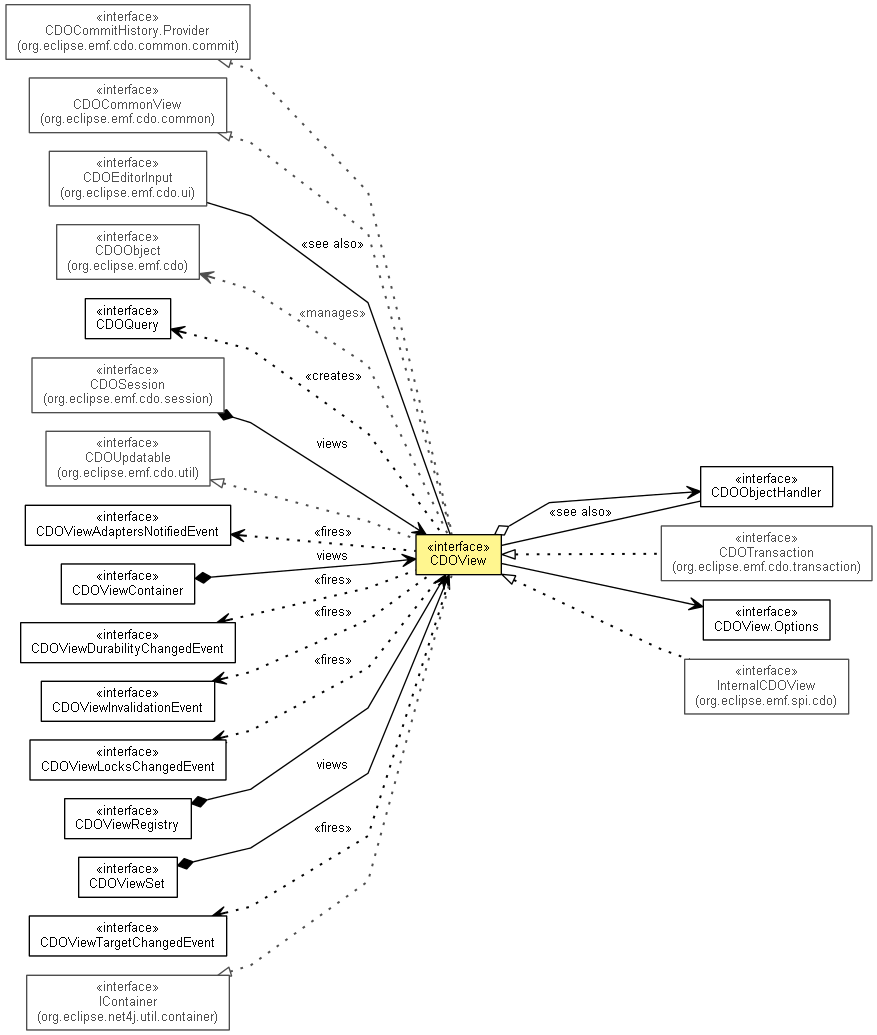 «interface»
CDOCommitHistory.Provider
(org.eclipse.emf.cdo.common.commit)
«interface»
CDOCommonView
(org.eclipse.emf.cdo.common)
«interface»
CDOEditorInput
(org.eclipse.emf.cdo.ui)
«see also»
«interface»
CDOObject
(org.eclipse.emf.cdo)
«manages»
«interface»
CDOQuery
«creates»
«interface»
CDOSession
(org.eclipse.emf.cdo.session)
views
«interface»
CDOUpdatable
(org.eclipse.emf.cdo.util)
«interface»
CDOViewAdaptersNotifiedEvent
«fires»
views
«interface»
CDOViewContainer
«fires»
«interface»
CDOViewDurabilityChangedEvent
«fires»
«interface»
CDOViewInvalidationEvent
«fires»
«interface»
CDOViewLocksChangedEvent
views
«interface»
CDOViewRegistry
«fires»
«interface»
CDOViewSet
«interface»
CDOViewTargetChangedEvent
«interface»
IContainer
(org.eclipse.net4j.util.container)
«interface»
CDOView
«see also»
«interface»
CDOObjectHandler
«interface»
CDOTransaction
(org.eclipse.emf.cdo.transaction)
«interface»
CDOView.Options
«interface»
InternalCDOView
(org.eclipse.emf.spi.cdo)